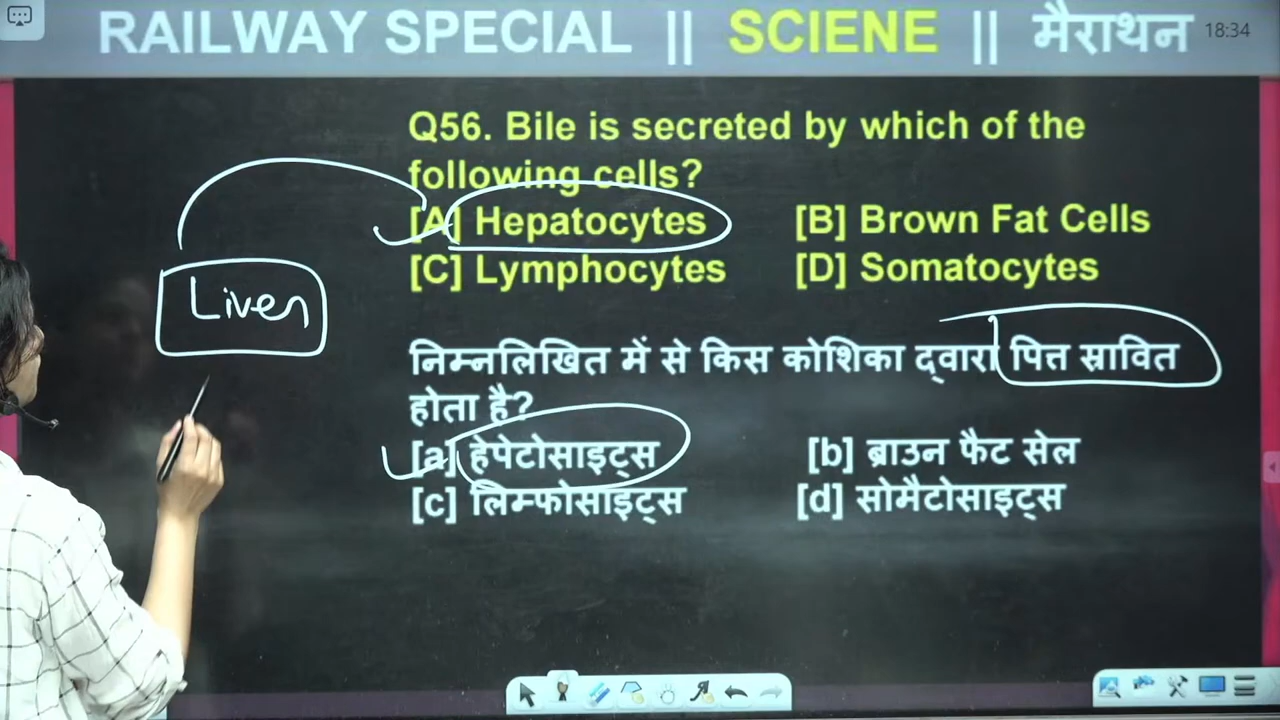 RAILWAY SPECIAL || SCIENE || मैराथन 18:34
Q56. Bile is secreted by which of the
following cells?
[A] Hepatocytes [B] Brown Fat Cells
[C] Lymphocytes [D] Somatocytes
Liver
निम्नलिखित में से किस कोशिका द्वारा पित्त स्रावित
होता है?
[a] हेपेटोसाइट्स [b] ब्राउन फैट सेल
[c] लिम्फोसाइट्स [d] सोमैटोसाइट्स